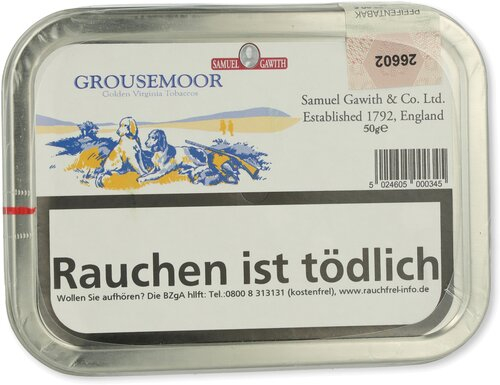 PFEIFENTABAK
26602
SAMUEL GAWITH
GROUSEMOOR
Golden Virginia Tobaccos
Samuel Gawith & Co. Ltd.
Established 1792, England
50g℮
5 024605 000345
Rauchen ist tödlich
Wollen Sie aufhören? Die BZgA hilft: Tel.:0800 8 313131 (kostenfrei), www.rauchfrei-info.de